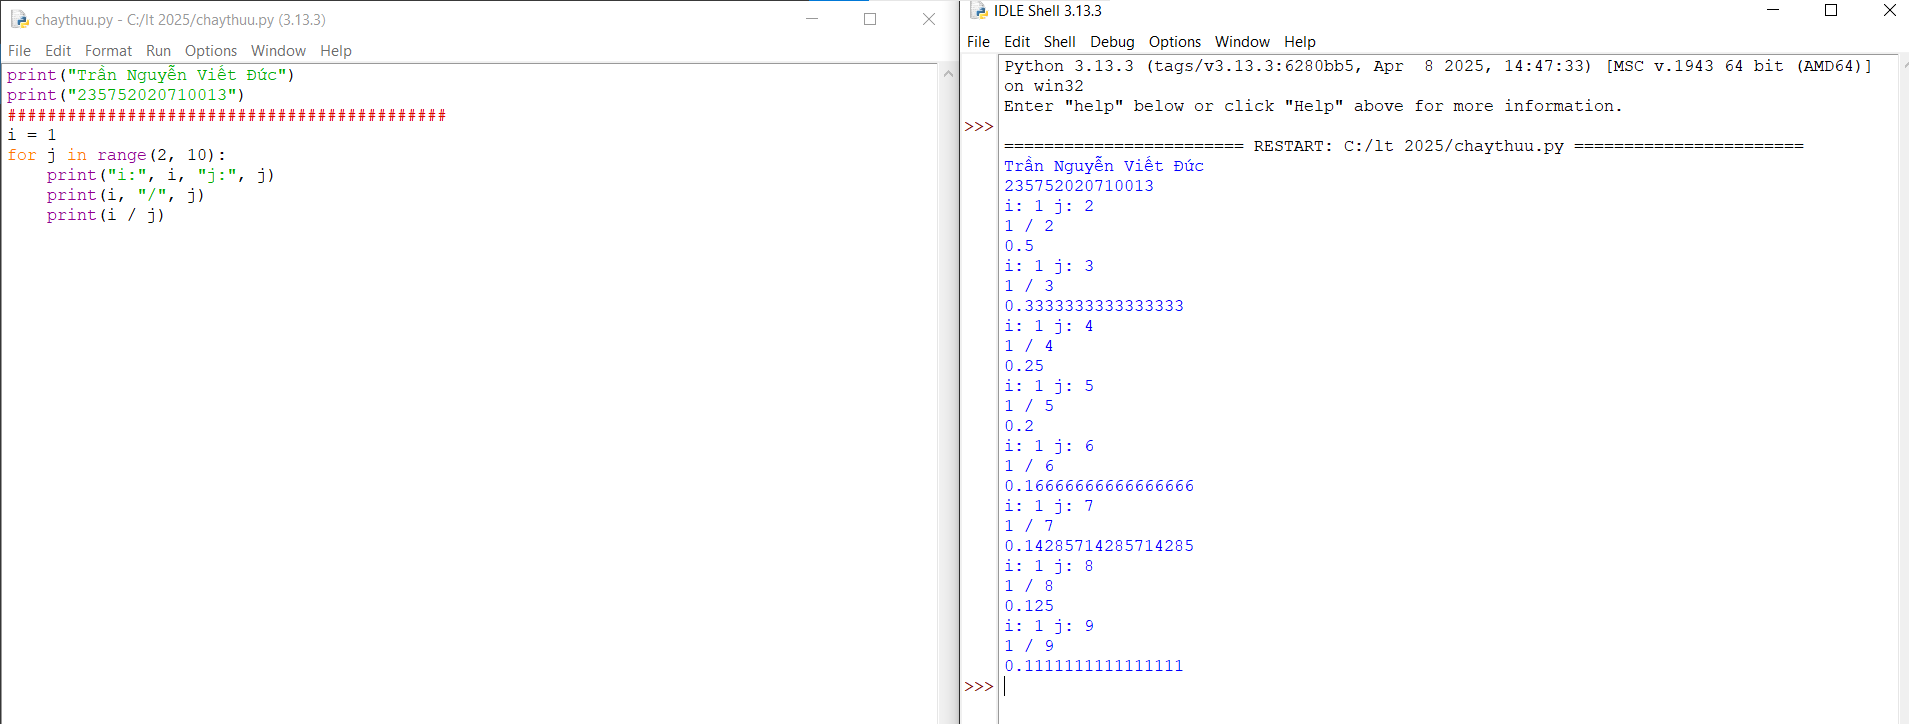 chaythuu.py - C:/lt 2025/chaythuu.py (3.13.3)
File Edit Format Run Options Window Help
print("Trần Nguyễn Viết Đức")
print("235752020710013")
############################################
i = 1
for j in range(2, 10):
    print("i:", i, "j:", j)
    print(i, "/", j)
    print(i / j)
IDLE Shell 3.13.3
File Edit Shell Debug Options Window Help
Python 3.13.3 (tags/v3.13.3:6280bb5, Apr  8 2025, 14:47:33) [MSC v.1943 64 bit (AMD64)]
on win32
Enter "help" below or click "Help" above for more information.
>>>
======================== RESTART: C:/lt 2025/chaythuu.py =======================
Trần Nguyễn Viết Đức
235752020710013
i: 1 j: 2
1 / 2
0.5
i: 1 j: 3
1 / 3
0.3333333333333333
i: 1 j: 4
1 / 4
0.25
i: 1 j: 5
1 / 5
0.2
i: 1 j: 6
1 / 6
0.16666666666666666
i: 1 j: 7
1 / 7
0.14285714285714285
i: 1 j: 8
1 / 8
0.125
i: 1 j: 9
1 / 9
0.1111111111111111
>>>